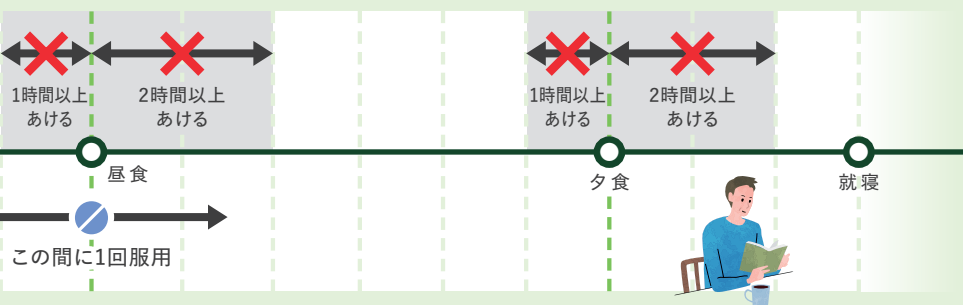 1時間以上
あける
2時間以上
あける
1時間以上
あける
2時間以上
あける
昼食
夕食
就寝
この間に1回服用